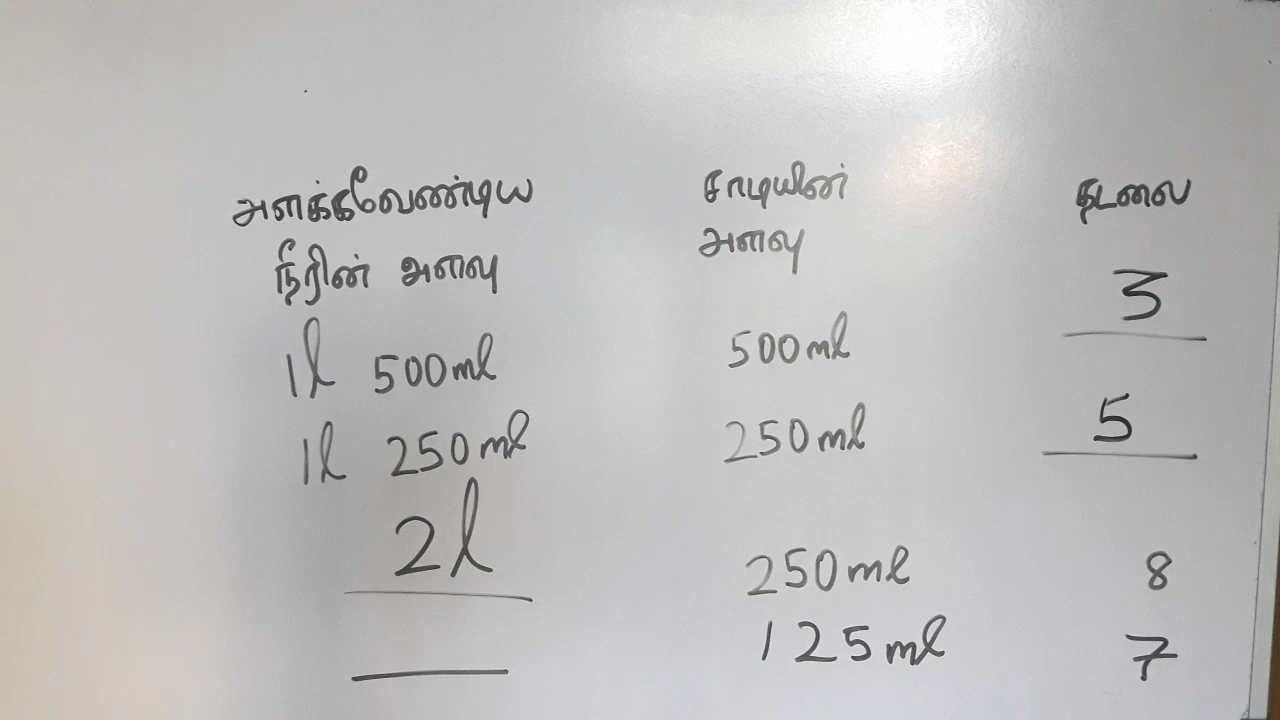 அளக்கவேண்டிய சாடியின் தடவை
நீரின் அளவு அளவு
3
1l 500ml 500ml
1l 250ml 250ml 5
2l
250ml 8
125ml 7